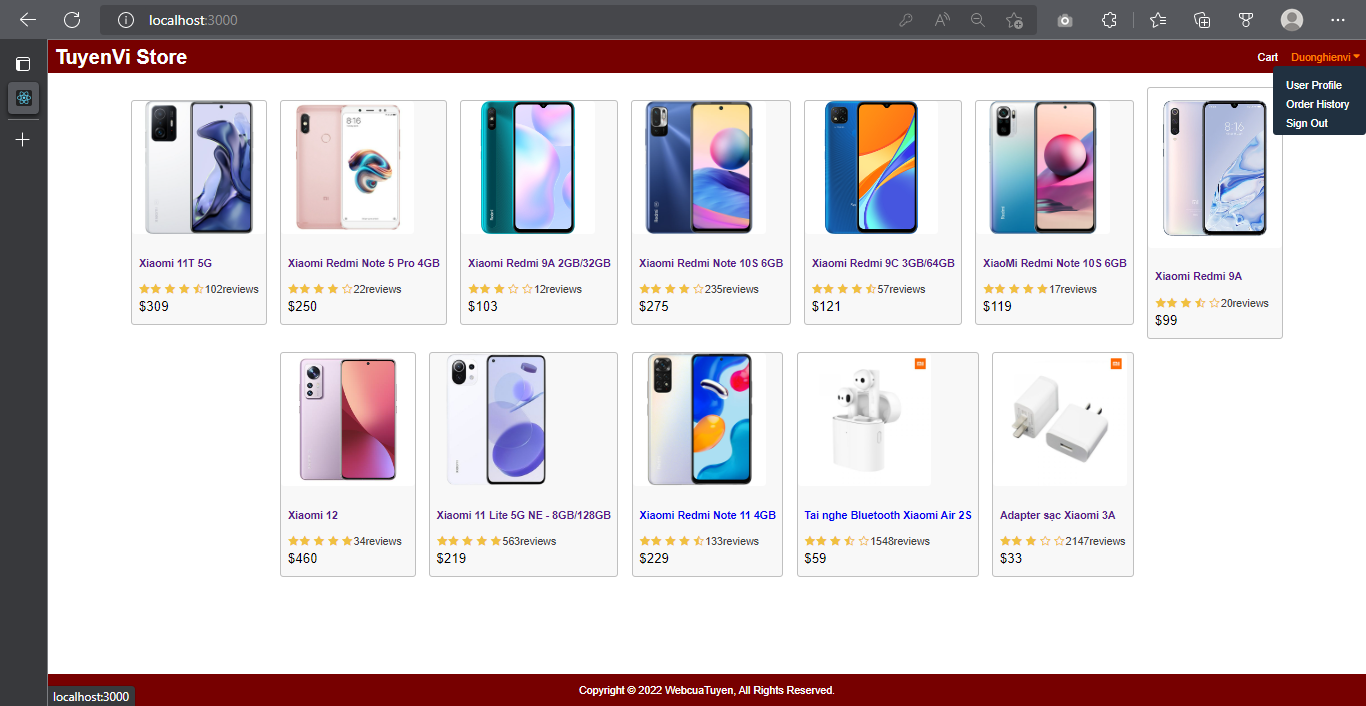 localhost:3000
TuyenVi Store
Cart Duonghienvi
User Profile
Order History
Sign Out
8:16
8:16
Xiaomi 11T 5G
102reviews
$309
Xiaomi Redmi Note 5 Pro 4GB
22reviews
$250
Xiaomi Redmi 9A 2GB/32GB
12reviews
$103
Xiaomi Redmi Note 10S 6GB
235reviews
$275
Xiaomi Redmi 9C 3GB/64GB
57reviews
$121
XiaoMi Redmi Note 10S 6GB
17reviews
$119
Xiaomi Redmi 9A
20reviews
$99
Xiaomi 12
34reviews
$460
Xiaomi 11 Lite 5G NE - 8GB/128GB
563reviews
$219
Xiaomi Redmi Note 11 4GB
133reviews
$229
Tai nghe Bluetooth Xiaomi Air 2S
1548reviews
$59
Adapter sạc Xiaomi 3A
2147reviews
$33
Copyright © 2022 WebcuaTuyen, All Rights Reserved.
localhost:3000